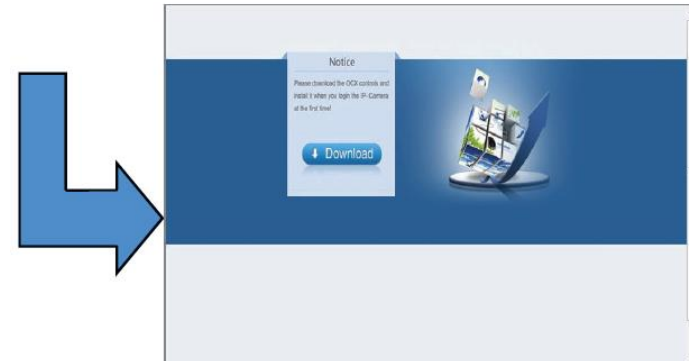 Notice
Please download the OCX controls and
install it when you login the IP-Camera
at the first time!
Download